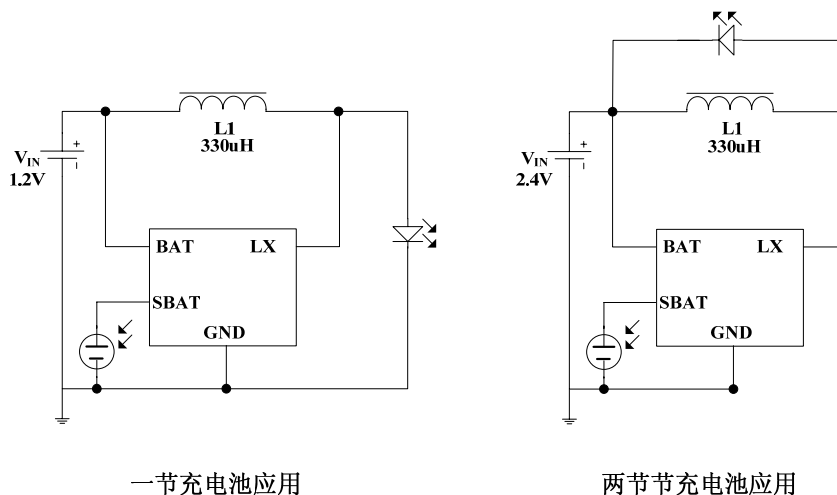 L1
330uH
VIN
1.2V
+
-
BAT
LX
SBAT
GND
一节充电池应用
L1
330uH
VIN
2.4V
+
-
BAT
LX
SBAT
GND
两节节充电池应用